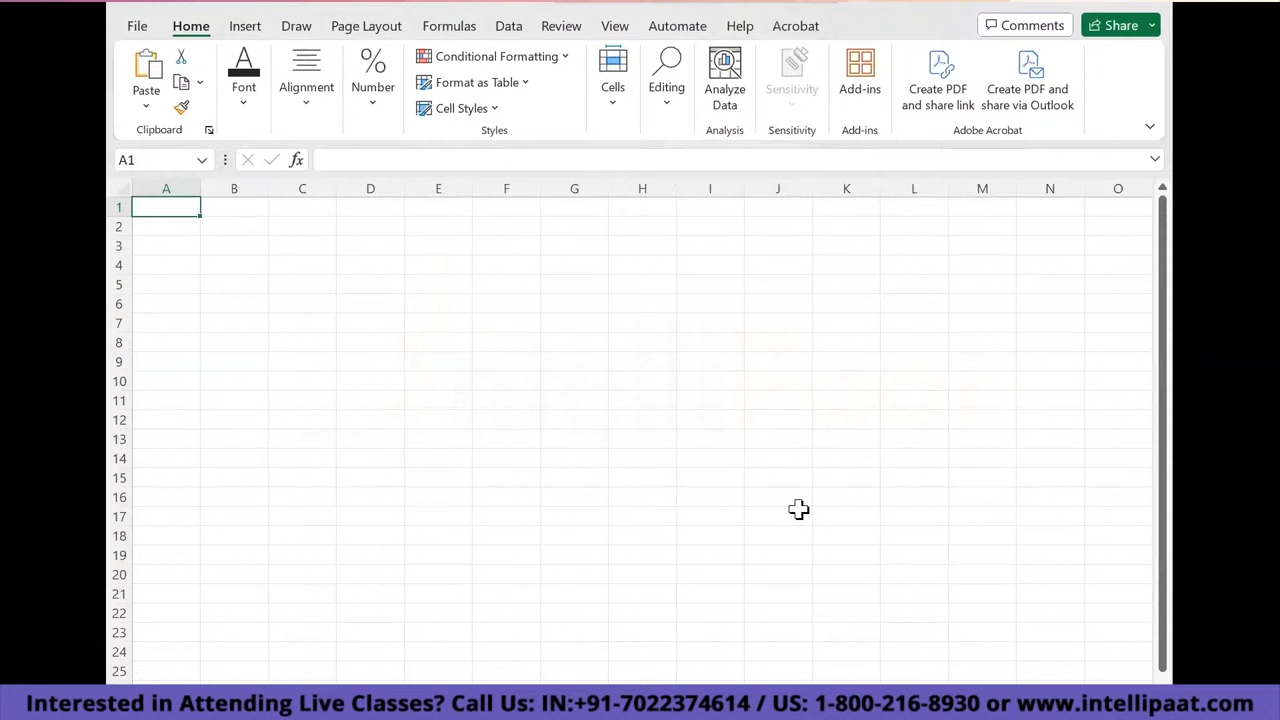 File Home Insert Draw Page Layout Formulas Data Review View Automate Help Acrobat Comments Share
Paste
Clipboard
Font
Alignment
%
Number
Conditional Formatting
Format as Table
Cell Styles
Styles
Cells
Editing
Analyze
Data
Analysis
Sensitivity
Sensitivity
Add-ins
Add-ins
Create PDF
and share link
Create PDF and
share via Outlook
Adobe Acrobat
A1 fx
A B C D E F G H I J K L M N O
1
2
3
4
5
6
7
8
9
10
11
12
13
14
15
16
17
18
19
20
21
22
23
24
25
Interested in Attending Live Classes? Call Us: IN:+91-7022374614 / US: 1-800-216-8930 or www.intellipaat.com